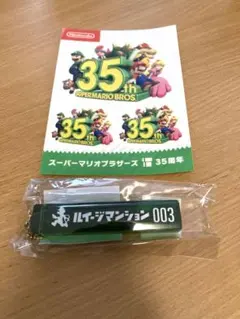 Nintendo
35th
SUPER MARIO BROS.
35th
35th
スーパーマリオブラザーズ 35周年
ルイージマンション 003